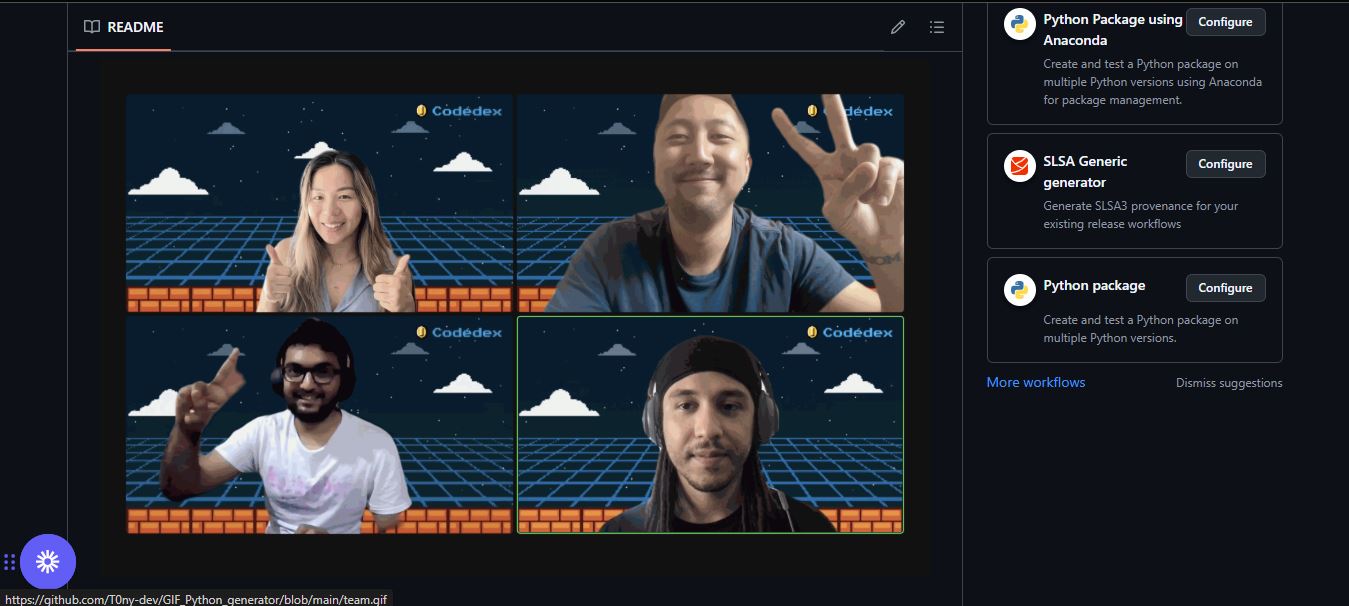 README
Codédex
Codédex
Codédex
Codédex
Python Package using
Anaconda
Configure
Create and test a Python package on
multiple Python versions using Anaconda
for package management.
SLSA Generic
generator
Configure
Generate SLSA3 provenance for your
existing release workflows
Python package
Configure
Create and test a Python package on
multiple Python versions.
More workflows
Dismiss suggestions
https://github.com/T0ny-dev/GIF_Python_generator/blob/main/team.gif